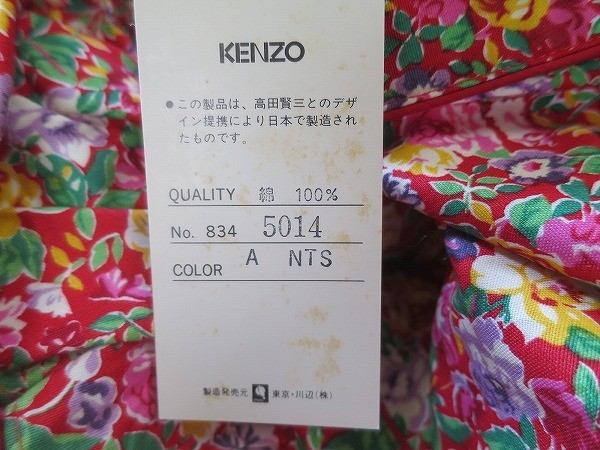 KENZO
●この製品は、高田賢三とのデザ
イン提携により日本で製造され
たものです。
QUALITY 綿 100%
No. 834 5014
COLOR A NTS
製造発売元 東京・川辺(株)